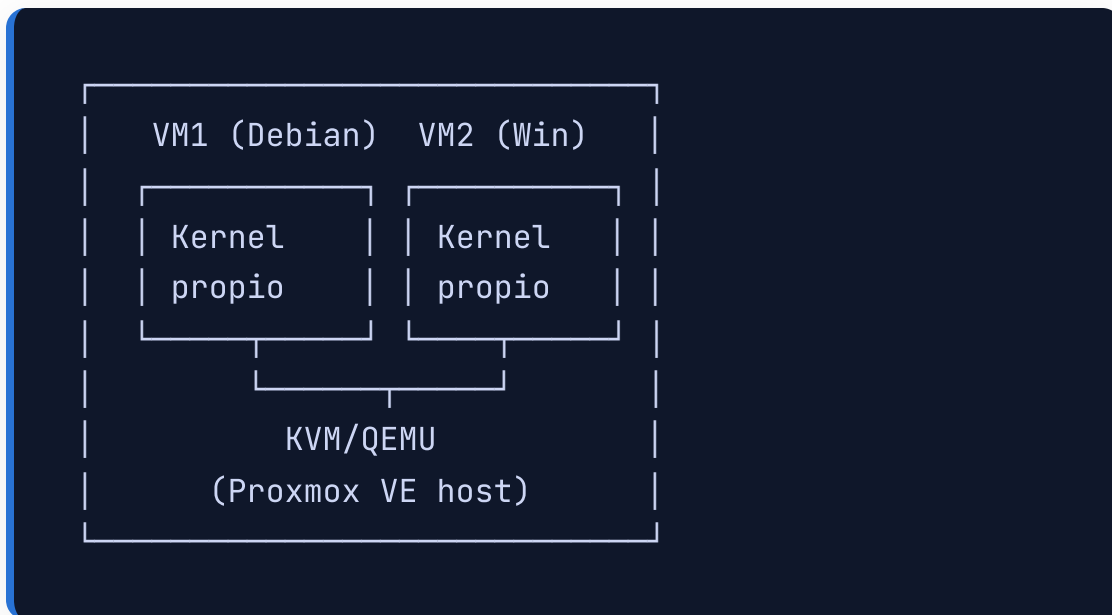 VM1 (Debian) VM2 (Win)
Kernel Kernel
propio propio
KVM/QEMU
(Proxmox VE host)